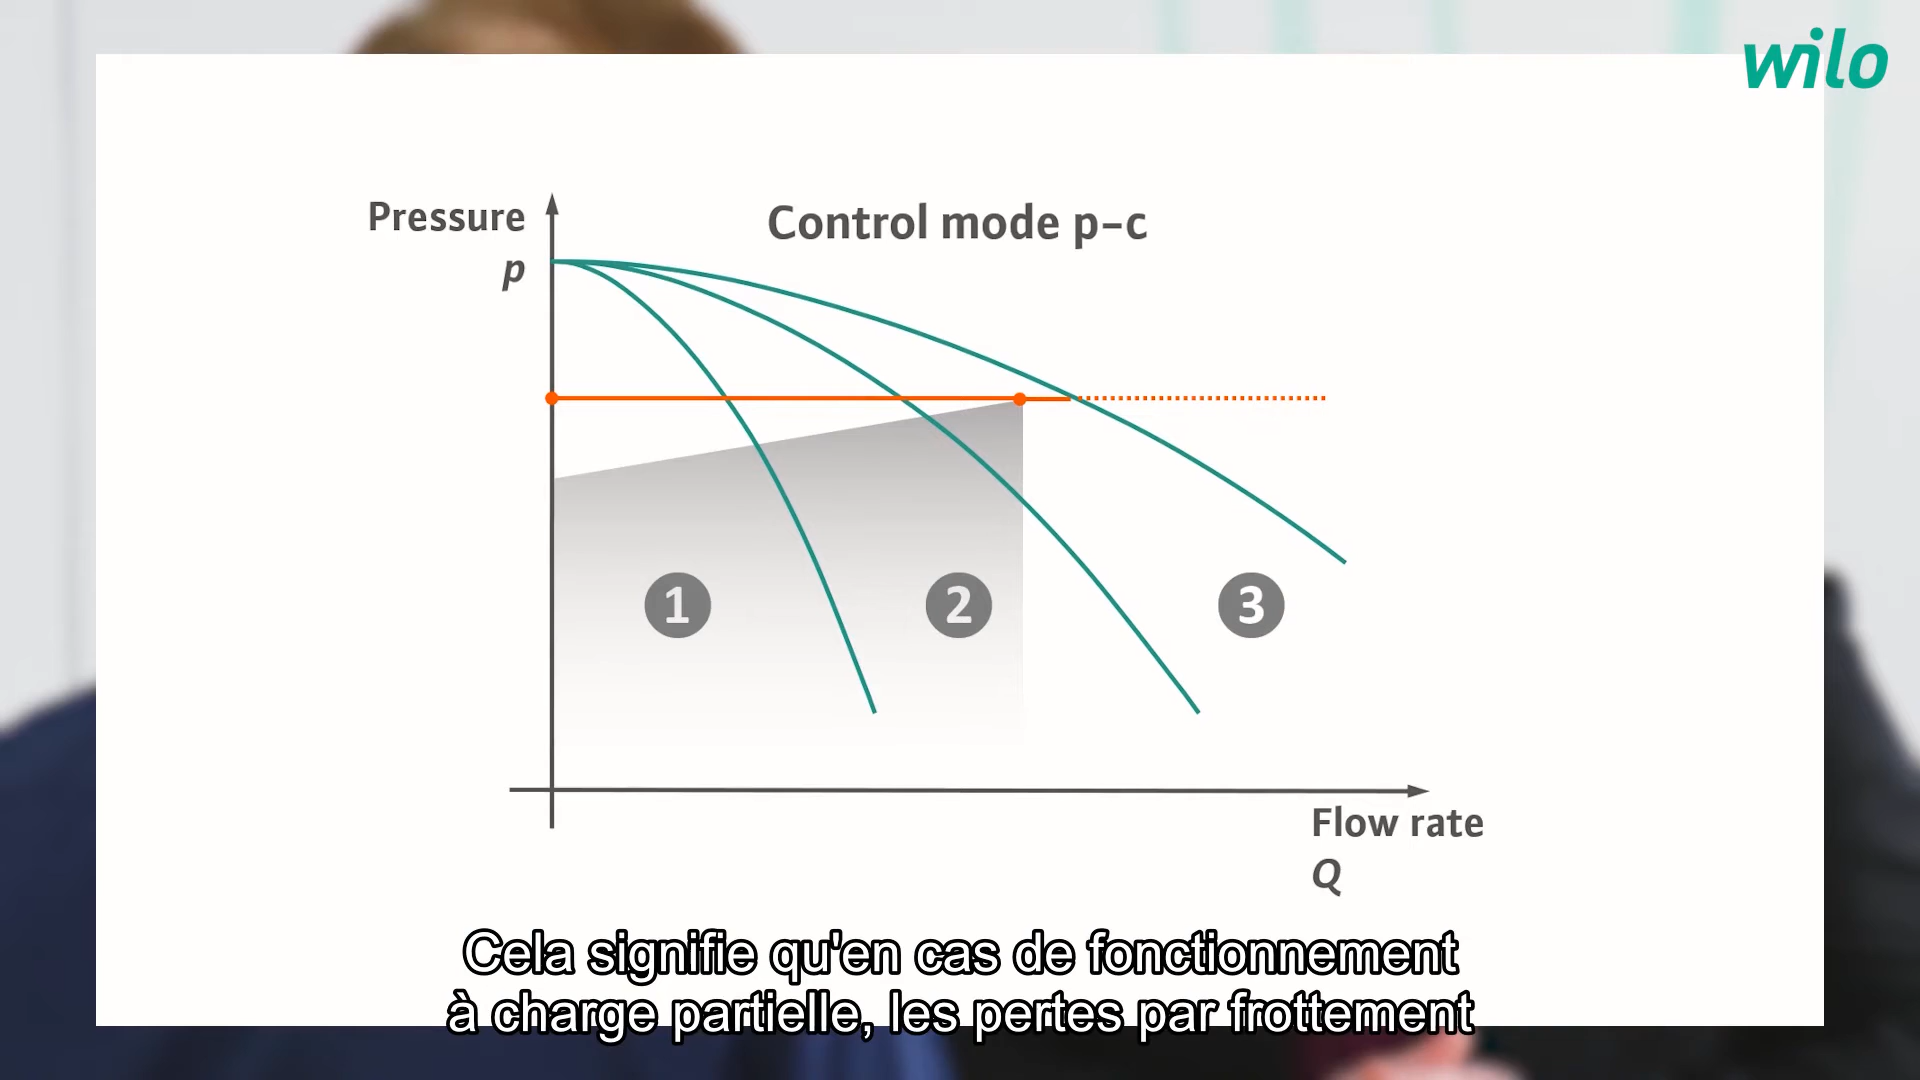 wilo
Pressure
p
Control mode p-c
1
2
3
Flow rate
Q
Cela signifie qu'en cas de fonctionnement
à charge partielle, les pertes par frottement